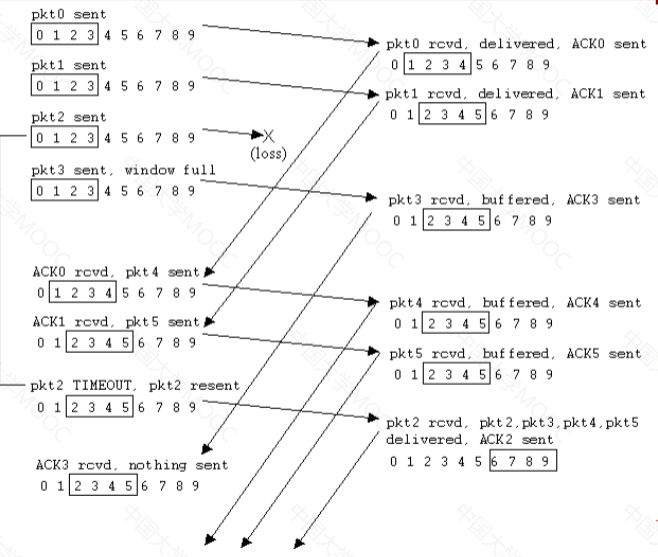 pkt0 sent
0 1 2 3 4 5 6 7 8 9
pkt1 sent
0 1 2 3 4 5 6 7 8 9
pkt2 sent
0 1 2 3 4 5 6 7 8 9
X
(loss)
pkt3 sent, window full
0 1 2 3 4 5 6 7 8 9
ACK0 rcvd, pkt4 sent
0 1 2 3 4 5 6 7 8 9
ACK1 rcvd, pkt5 sent
0 1 2 3 4 5 6 7 8 9
pkt2 TIMEOUT, pkt2 resent
0 1 2 3 4 5 6 7 8 9
ACK3 rcvd, nothing sent
0 1 2 3 4 5 6 7 8 9
pkt0 rcvd, delivered, ACK0 sent
0 1 2 3 4 5 6 7 8 9
pkt1 rcvd, delivered, ACK1 sent
0 1 2 3 4 5 6 7 8 9
pkt3 rcvd, buffered, ACK3 sent
0 1 2 3 4 5 6 7 8 9
pkt4 rcvd, buffered, ACK4 sent
0 1 2 3 4 5 6 7 8 9
pkt5 rcvd, buffered, ACK5 sent
0 1 2 3 4 5 6 7 8 9
pkt2 rcvd, pkt2,pkt3,pkt4,pkt5
delivered, ACK2 sent
0 1 2 3 4 5 6 7 8 9
中国大学MOOC